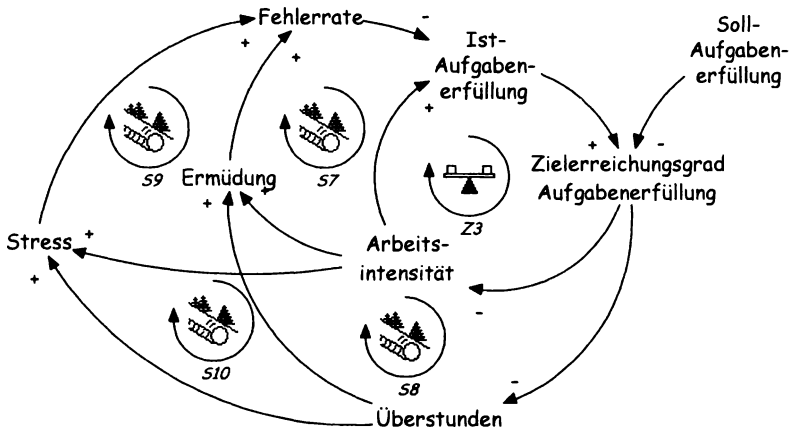 Fehlerrate
-
+
+
Ist-
Aufgaben-
erfüllung
Soll-
Aufgaben-
erfüllung
+
S9
S7
Ermüdung
+
+
+
-
Zielerreichungsgrad
Aufgabenerfüllung
Z3
Stress
+
+
Arbeits-
intensität
-
S10
S8
-
Überstunden